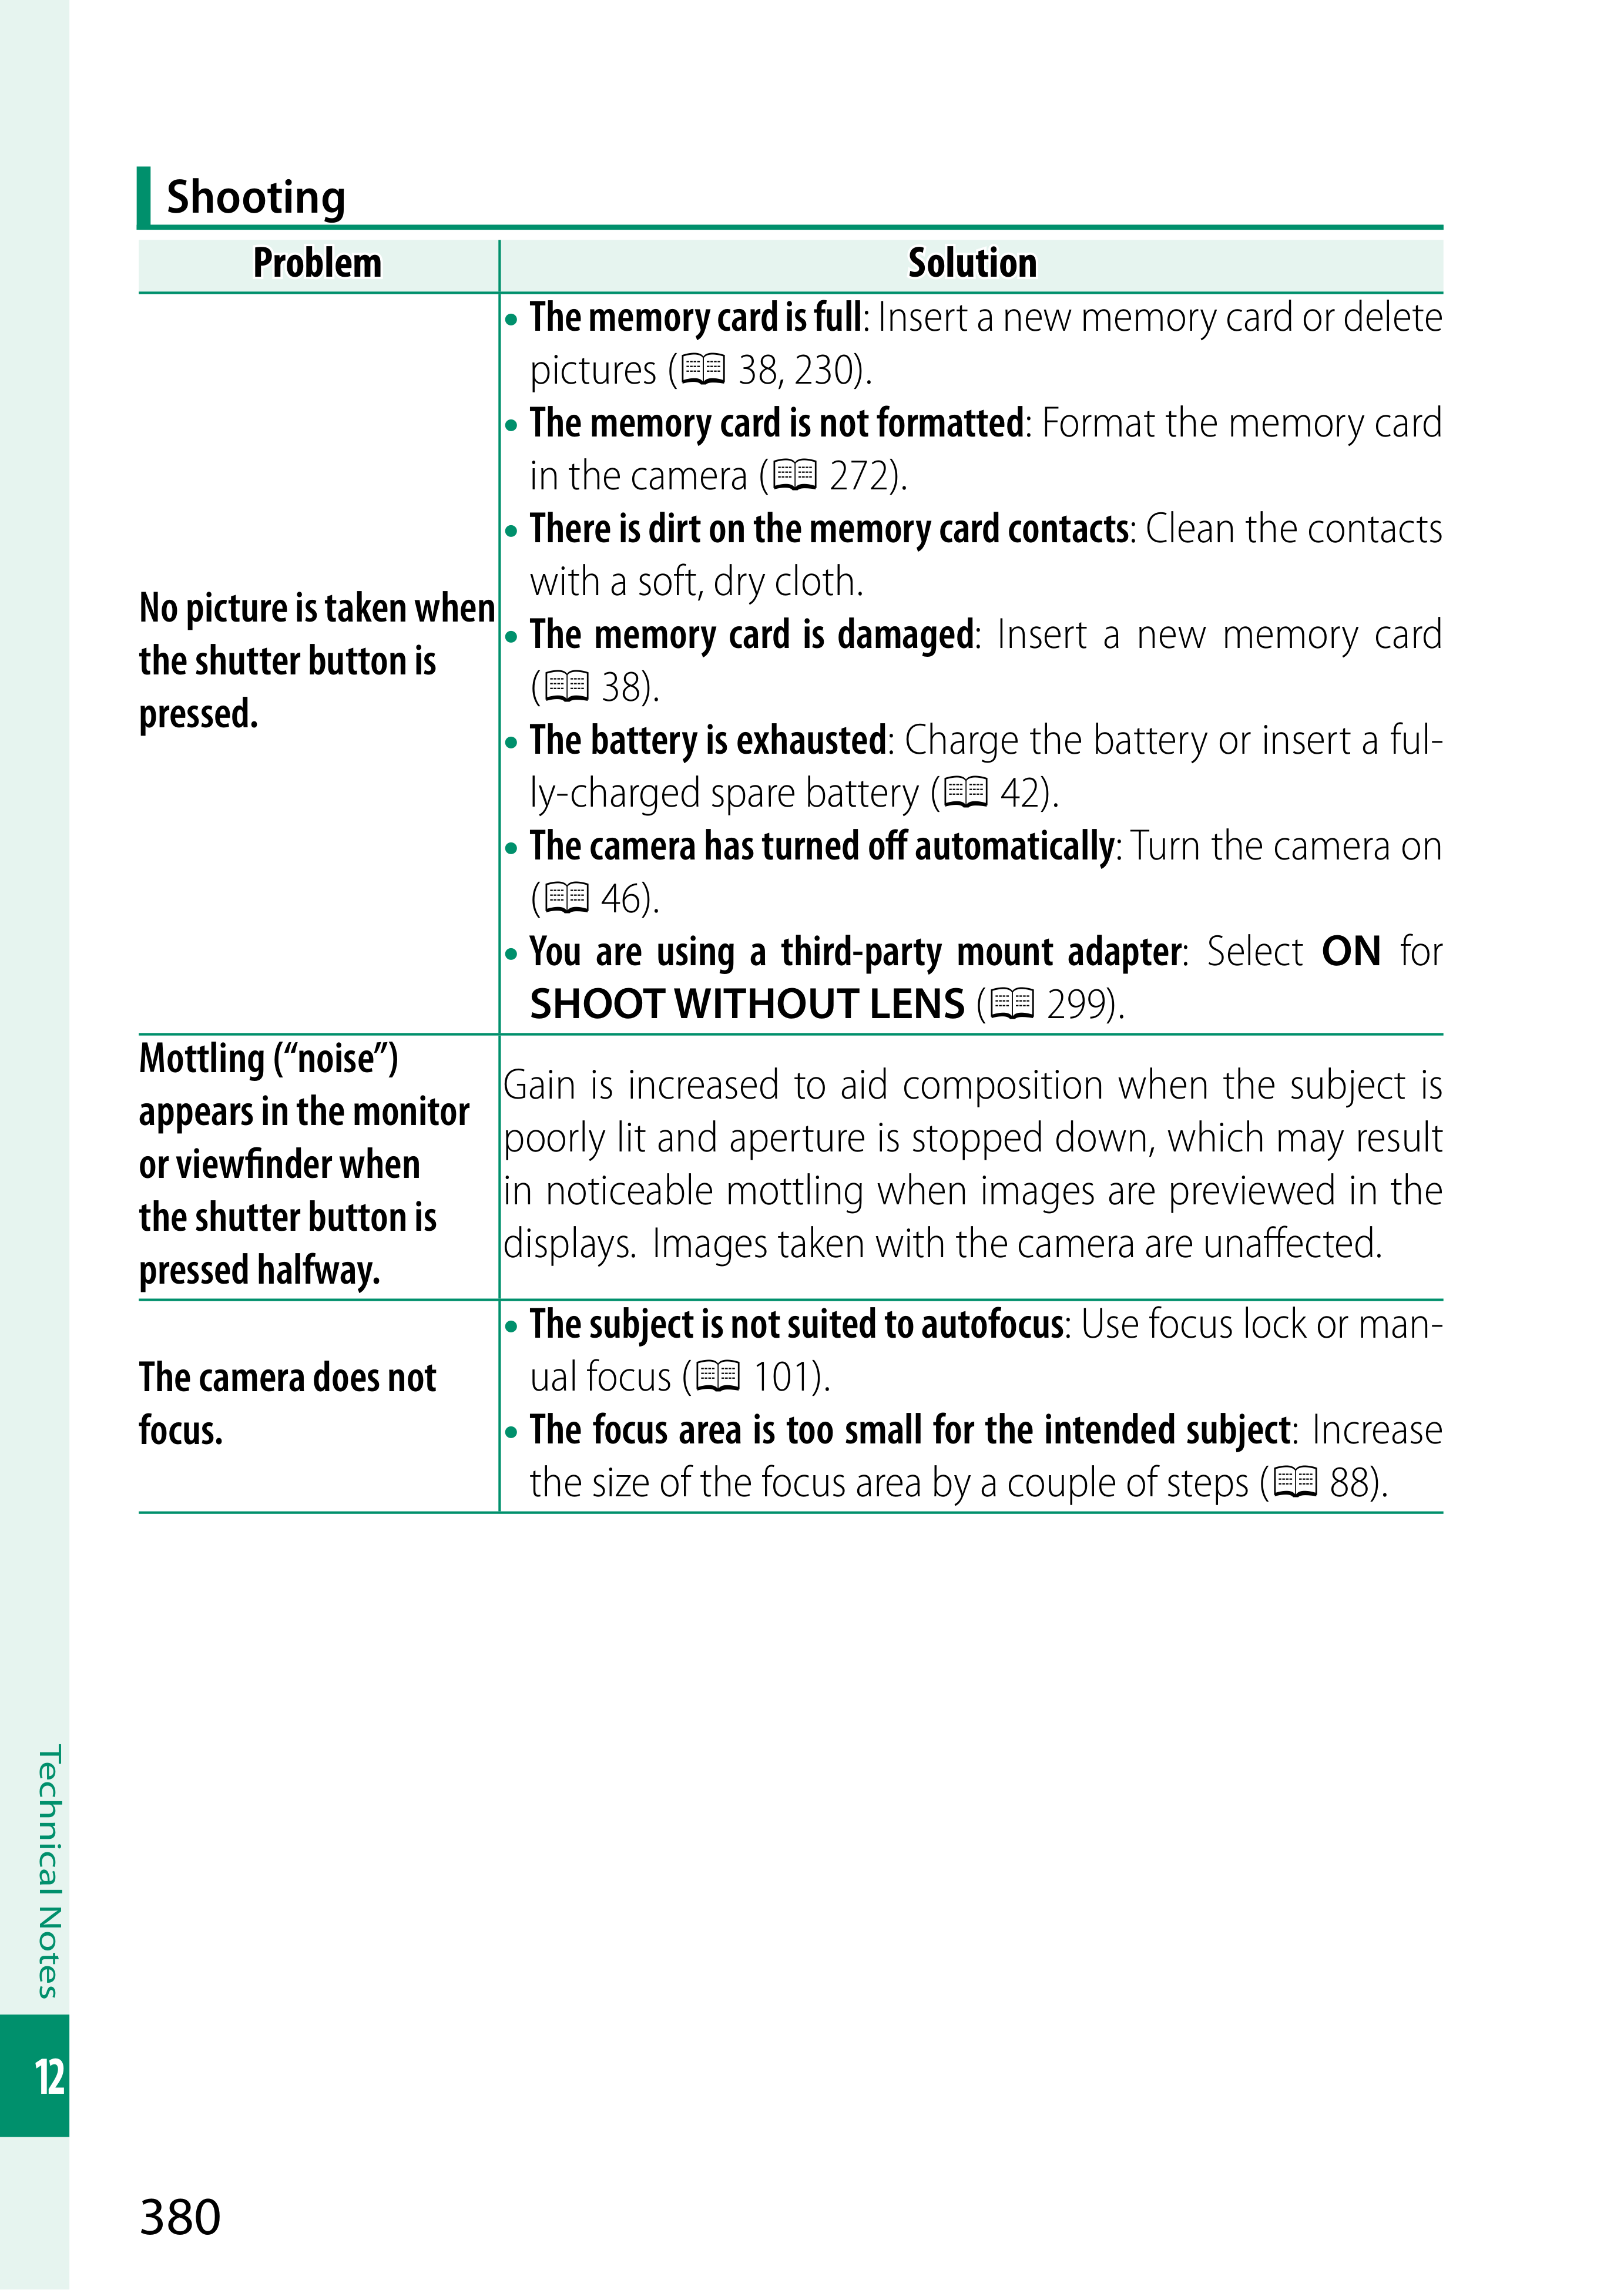 Shooting
Problem
Solution
No picture is taken when
the shutter button is
pressed.
• The memory card is full: Insert a new memory card or delete
pictures (📖 38, 230).
• The memory card is not formatted: Format the memory card
in the camera (📖 272).
• There is dirt on the memory card contacts: Clean the contacts
with a soft, dry cloth.
• The memory card is damaged: Insert a new memory card
(📖 38).
• The battery is exhausted: Charge the battery or insert a ful-
ly-charged spare battery (📖 42).
• The camera has turned off automatically: Turn the camera on
(📖 46).
• You are using a third-party mount adapter: Select ON for
SHOOT WITHOUT LENS (📖 299).
Mottling (“noise”)
appears in the monitor
or viewfinder when
the shutter button is
pressed halfway.
Gain is increased to aid composition when the subject is
poorly lit and aperture is stopped down, which may result
in noticeable mottling when images are previewed in the
displays. Images taken with the camera are unaffected.
The camera does not
focus.
• The subject is not suited to autofocus: Use focus lock or man-
ual focus (📖 101).
• The focus area is too small for the intended subject: Increase
the size of the focus area by a couple of steps (📖 88).
Technical Notes
12
380